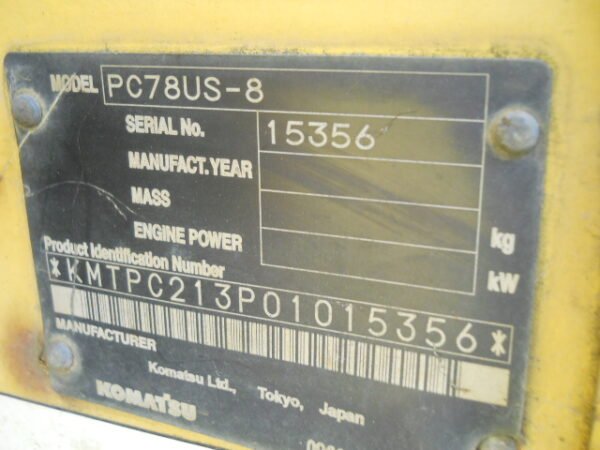 MODEL PC78US-8
SERIAL No. 15356
MANUFACT. YEAR
MASS kg
ENGINE POWER kW
Product Identification Number
*KMTPC213P01015356*
MANUFACTURER
Komatsu Ltd., Tokyo, Japan
KOMATSU